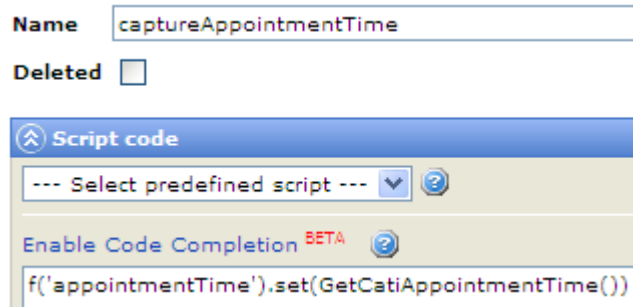 Name captureAppointmentTime
Deleted
Script code
--- Select predefined script ---
Enable Code Completion BETA
f('appointmentTime').set(GetCatiAppointmentTime())